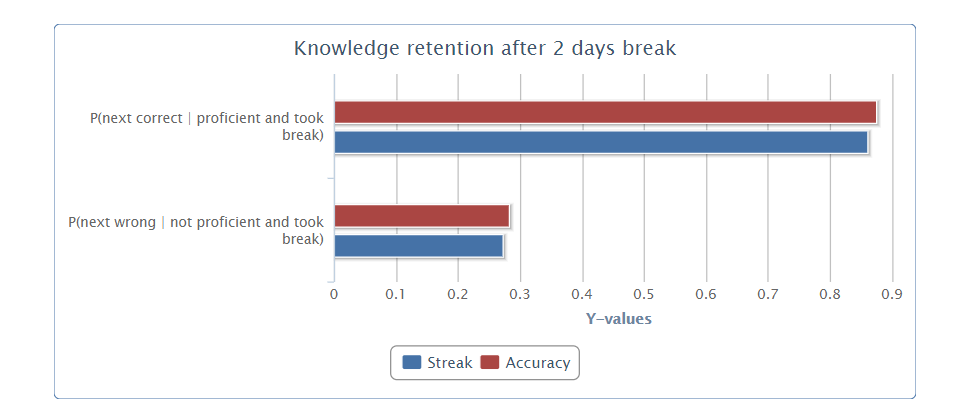 Knowledge retention after 2 days break
P(next correct | proficient and took
break)
P(next wrong | not proficient and took
break)
0 0.1 0.2 0.3 0.4 0.5 0.6 0.7 0.8 0.9
Y-values
Streak Accuracy